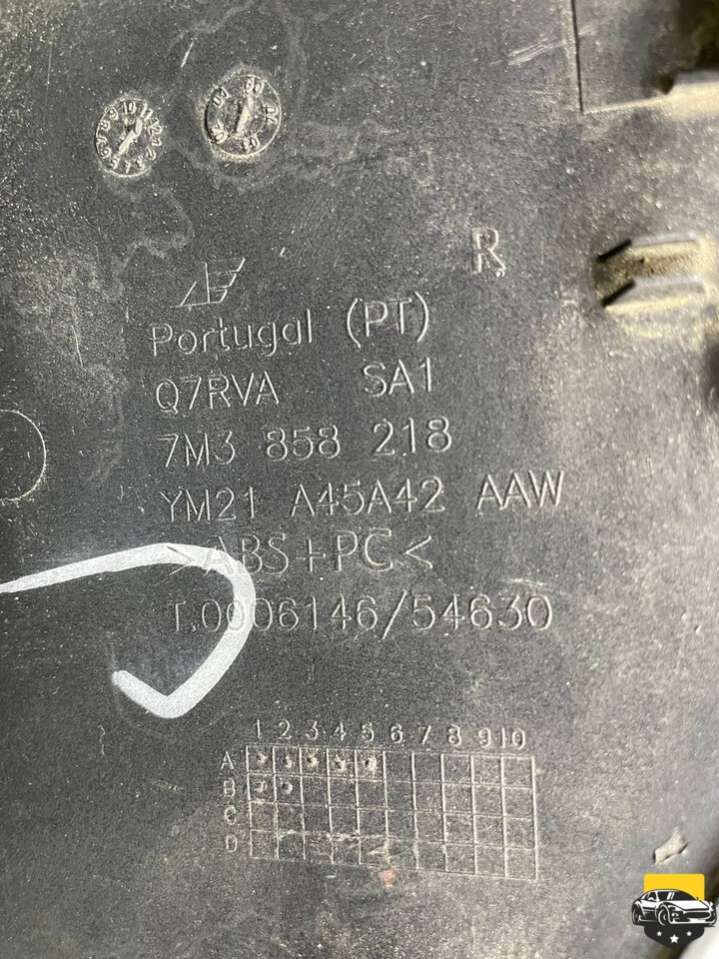 R
Portugal (PT)
Q7RVA SA1
7M3 858 218
YM21 A45A42 AAW
>ABS+PC<
T.0006146/54630
1 2 3 4 5 6 7 8 9 10
A
B
C
D